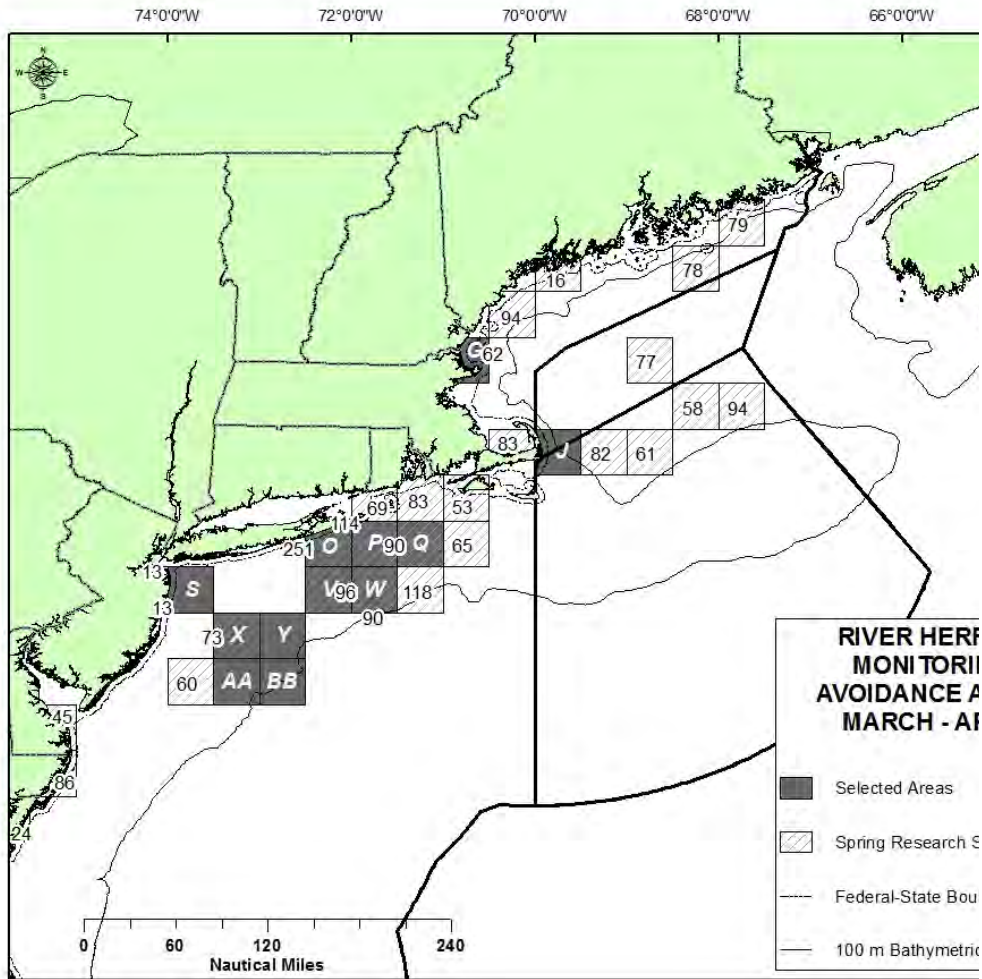 74°0'0"W 72°0'0"W 70°0'0"W 68°0'0"W 66°0'0"W
N
W E
S
79
16 78
94
G 62
77
58 94
83 J 82 61
69 83 53
114
251 O P 90 Q 65
13 S V 96 W 118
13 90
73 X Y
60 AA BB
45
86
24
RIVER HERR
MONITORI
AVOIDANCE A
MARCH - AP
Selected Areas
Spring Research S
Federal-State Bou
100 m Bathymetric
0 60 120 240
Nautical Miles